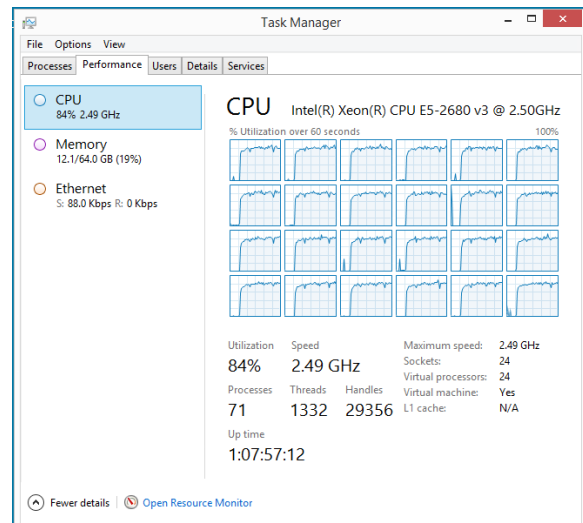 Task Manager
File Options View
Processes Performance Users Details Services
CPU
84% 2.49 GHz
Memory
12.1/64.0 GB (19%)
Ethernet
S: 88.0 Kbps R: 0 Kbps
CPU Intel(R) Xeon(R) CPU E5-2680 v3 @ 2.50GHz
% Utilization over 60 seconds 100%
Utilization Speed Maximum speed: 2.49 GHz
84% 2.49 GHz Sockets: 24
Virtual processors: 24
Processes Threads Handles Virtual machine: Yes
71 1332 29356 L1 cache: N/A
Up time
1:07:57:12
Fewer details Open Resource Monitor